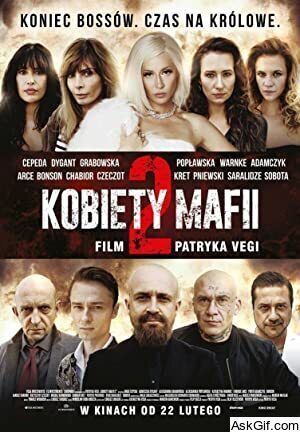 KONIEC BOSSÓW. CZAS NA KRÓLOWE.
CEPEDA DYGANT GRABOWSKA
ARCE BONSON CHABIOR CZECZOT
POPŁAWSKA WARNKE ADAMCZYK
KRET PNIEWSKI SARALIDZE SOBOTA
KOBIETY 2 MAFII
FILM PATRYKA VEGI
W KINACH OD 22 LUTEGO
AskGif.com